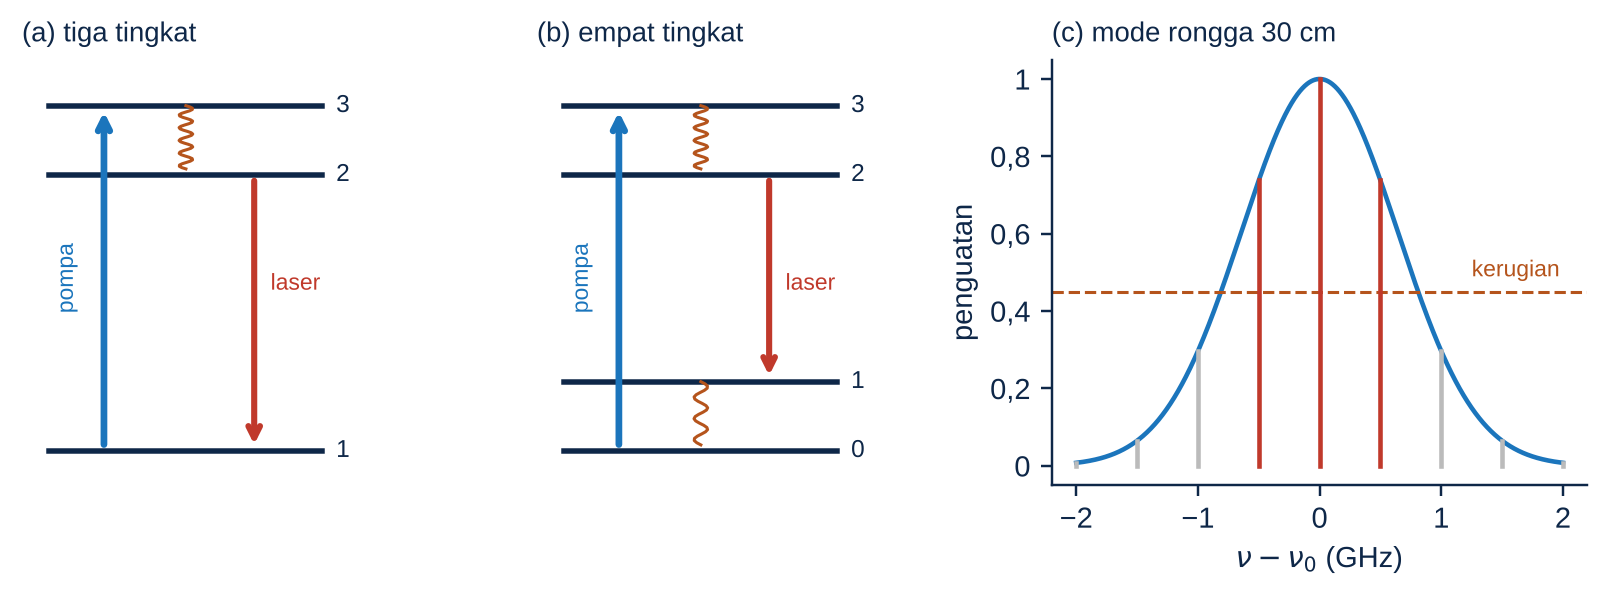 (a) tiga tingkat
3
2
pompa
laser
1
(b) empat tingkat
3
2
pompa
laser
1
0
(c) mode rongga 30 cm
penguatan
1
0,8
0,6
0,4
0,2
0
kerugian
−2
−1
0
1
2
ν − ν₀ (GHz)